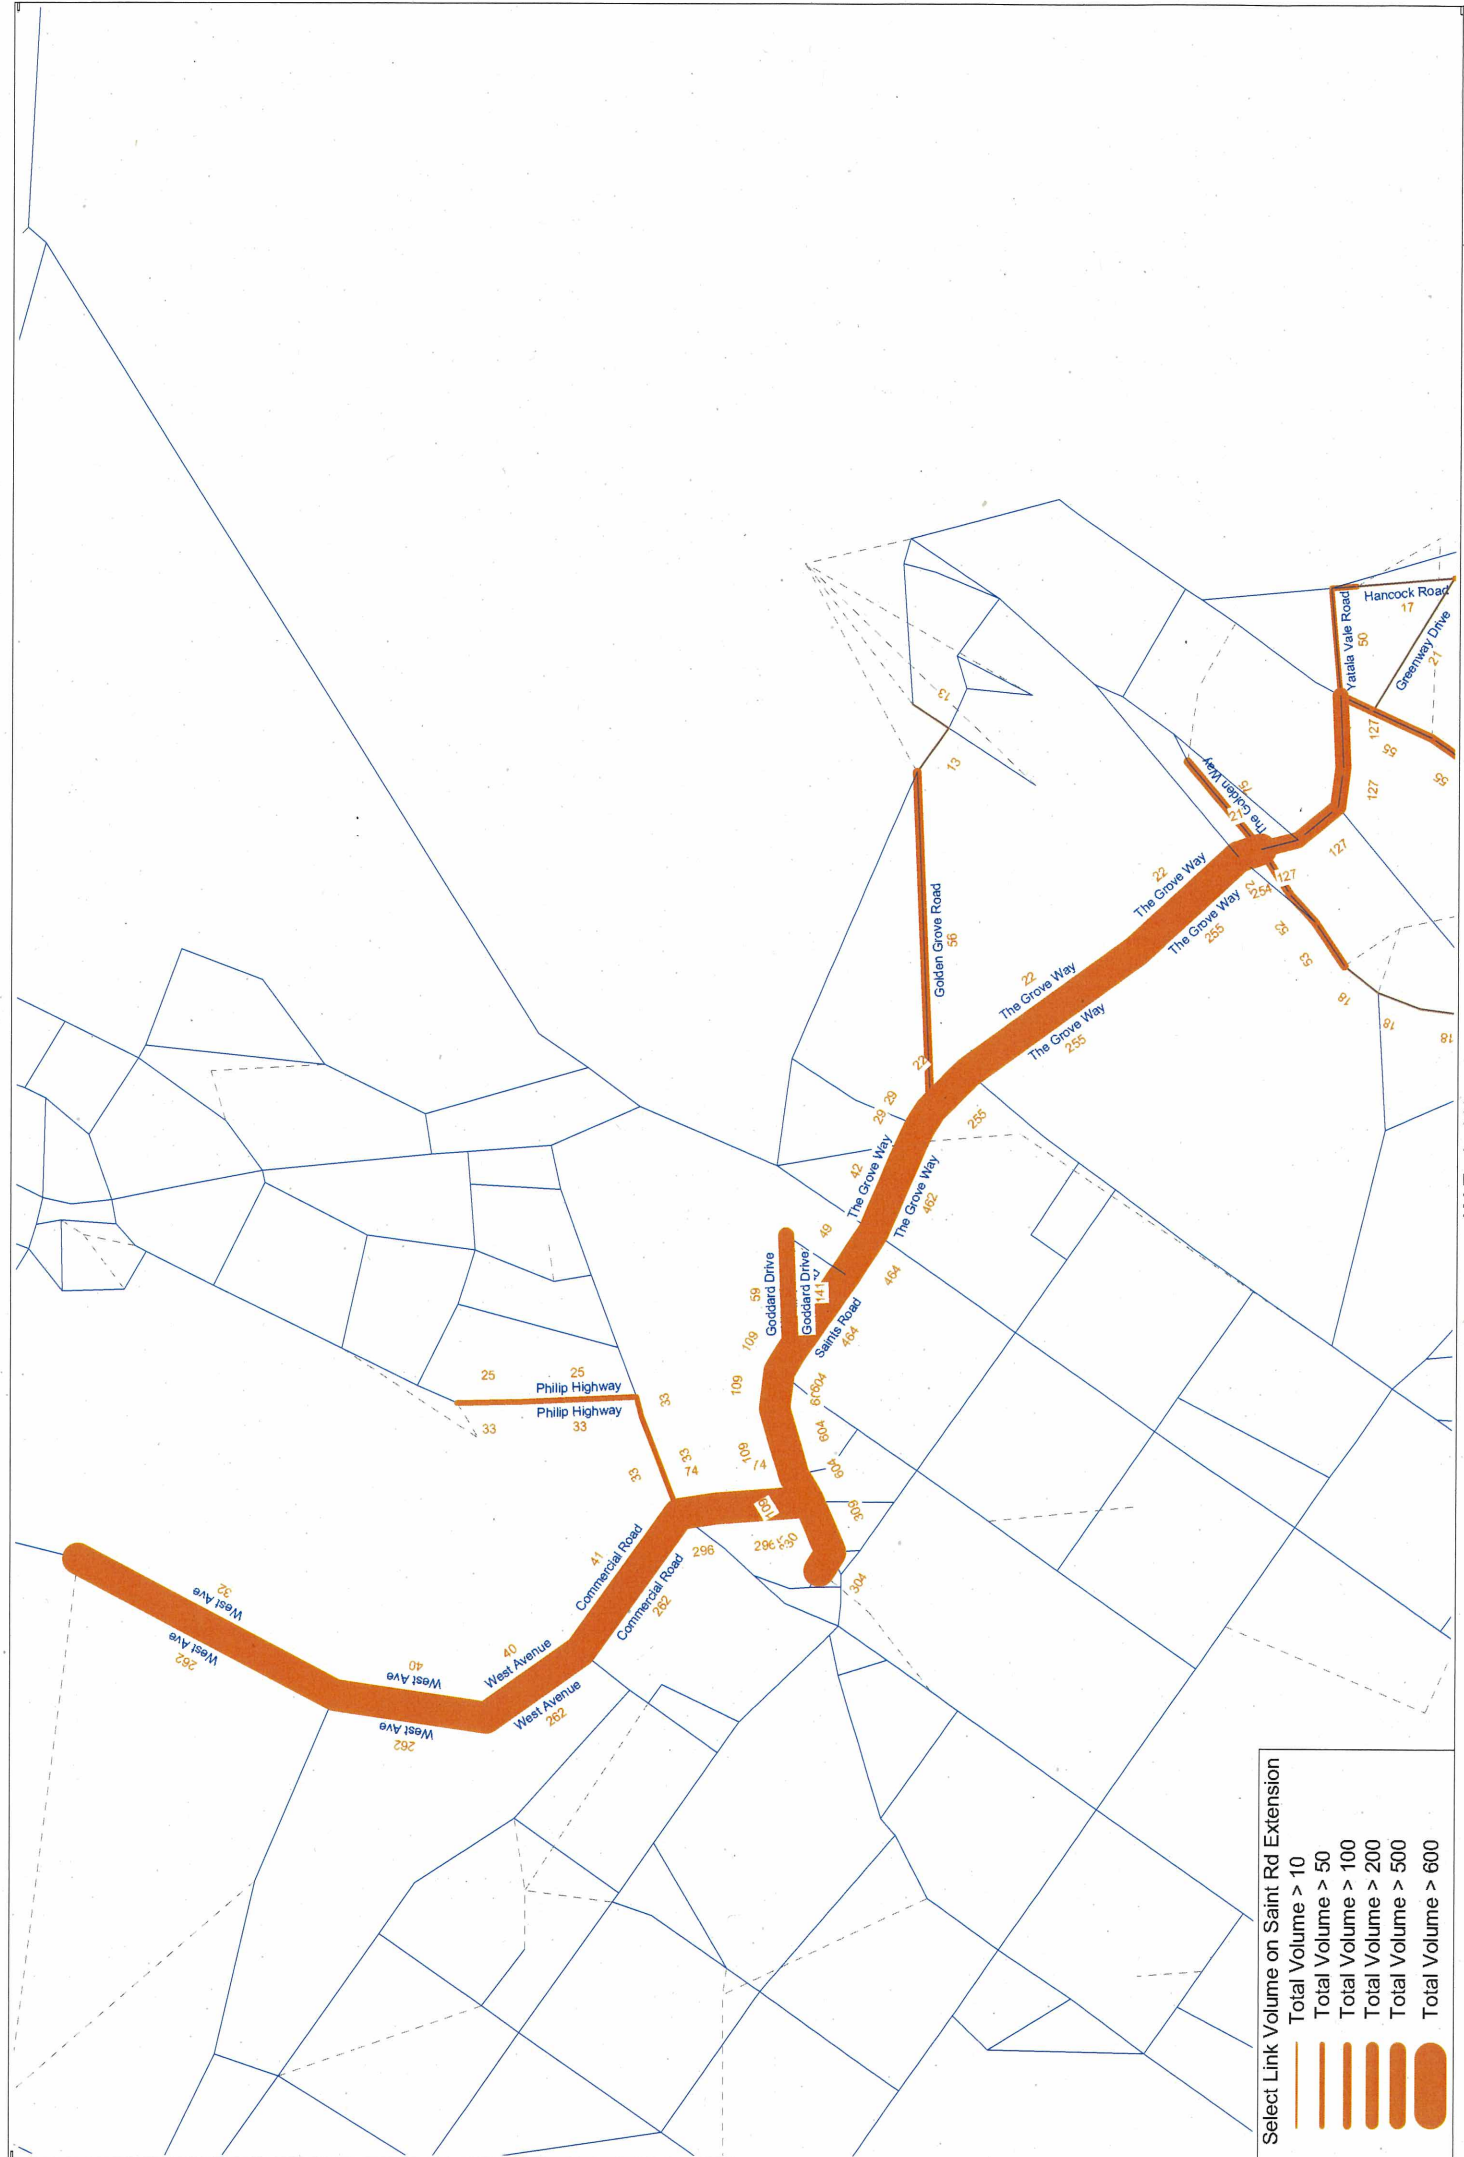 Hancock Road
17
Yatala Vale Road
50
Greenway Drive
21
13
13
127
55
55
127
127
The Golden Way
75
21
127
254
52
53
18
18
18
22
The Grove Way
The Grove Way
255
22
The Grove Way
The Grove Way
255
Golden Grove Road
56
22
29
29
255
42
The Grove Way
The Grove Way
462
49
464
Goddard Drive
59
Goddard Drive
141
Saints Road
464
109
109
604
604
604
109
74
109
309
304
296
25
25
Philip Highway
Philip Highway
33
33
33
33
33
74
41
Commercial Road
Commercial Road
262
40
West Avenue
West Avenue
262
40
West Ave
West Ave
262
32
West Ave
West Ave
262
Select Link Volume on Saint Rd Extension
Total Volume > 10
Total Volume > 50
Total Volume > 100
Total Volume > 200
Total Volume > 500
Total Volume > 600